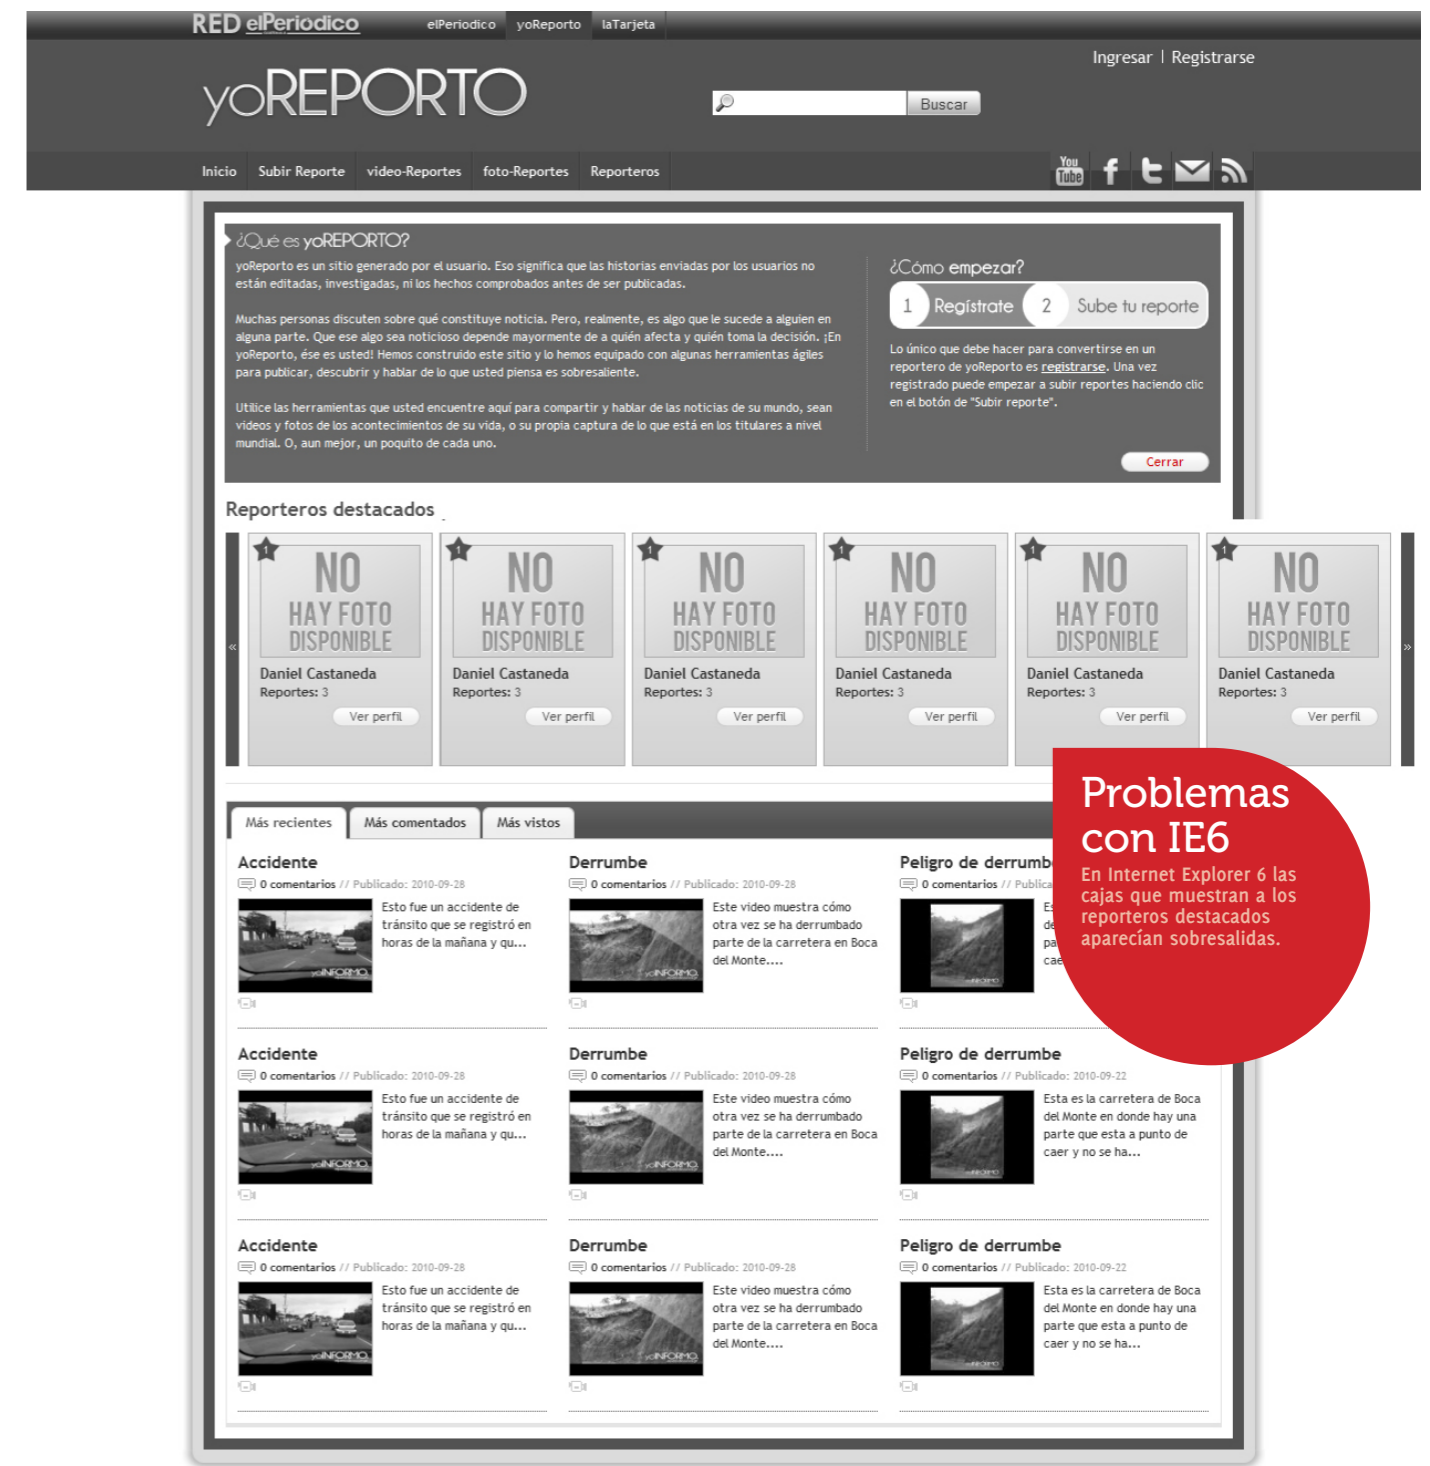 RED elPeriódico
elPeriodico yoReporto laTarjeta
Ingresar | Registrarse
yoREPORTO
Buscar
Inicio Subir Reporte video-Reportes foto-Reportes Reporteros
You Tube
¿Qué es yoREPORTO?
yoReporto es un sitio generado por el usuario. Eso significa que las historias enviadas por los usuarios no
están editadas, investigadas, ni los hechos comprobados antes de ser publicadas.
Muchas personas discuten sobre qué constituye noticia. Pero, realmente, es algo que le sucede a alguien en
alguna parte. Que ese algo sea noticioso depende mayormente de a quién afecta y quién toma la decisión. ¡En
yoReporto, ése es usted! Hemos construido este sitio y lo hemos equipado con algunas herramientas ágiles
para publicar, descubrir y hablar de lo que usted piensa es sobresaliente.
Utilice las herramientas que usted encuentre aquí para compartir y hablar de las noticias de su mundo, sean
videos y fotos de los acontecimientos de su vida, o su propia captura de lo que está en los titulares a nivel
mundial. O, aun mejor, un poquito de cada uno.
¿Cómo empezar?
1 Regístrate 2 Sube tu reporte
Lo único que debe hacer para convertirse en un
reportero de yoReporto es registrarse. Una vez
registrado puede empezar a subir reportes haciendo clic
en el botón de "Subir reporte".
Cerrar
Reporteros destacados
«
1 1 1 1 1 1
NO NO NO NO NO NO
HAY FOTO HAY FOTO HAY FOTO HAY FOTO HAY FOTO HAY FOTO
DISPONIBLE DISPONIBLE DISPONIBLE DISPONIBLE DISPONIBLE DISPONIBLE
»
Daniel Castaneda Daniel Castaneda Daniel Castaneda Daniel Castaneda Daniel Castaneda Daniel Castaneda
Reportes: 3 Reportes: 3 Reportes: 3 Reportes: 3 Reportes: 3 Reportes: 3
Ver perfil Ver perfil Ver perfil Ver perfil Ver perfil Ver perfil
Problemas
con IE6
En Internet Explorer 6 las
cajas que muestran a los
reporteros destacados
aparecían sobresalidas.
Más recientes Más comentados Más vistos
Accidente
0 comentarios // Publicado: 2010-09-28
Esto fue un accidente de
tránsito que se registró en
horas de la mañana y qu...
yoINFORMO
Derrumbe
0 comentarios // Publicado: 2010-09-28
Este video muestra cómo
otra vez se ha derrumbado
parte de la carretera en Boca
del Monte....
yoINFORMO
Peligro de derrumb
0 comentarios // Publica
Es
de
pa
cae
Accidente
0 comentarios // Publicado: 2010-09-28
Esto fue un accidente de
tránsito que se registró en
horas de la mañana y qu...
yoINFORMO
Derrumbe
0 comentarios // Publicado: 2010-09-28
Este video muestra cómo
otra vez se ha derrumbado
parte de la carretera en Boca
del Monte....
yoINFORMO
Peligro de derrumbe
0 comentarios // Publicado: 2010-09-22
Esta es la carretera de Boca
del Monte en donde hay una
parte que esta a punto de
caer y no se ha...
Accidente
0 comentarios // Publicado: 2010-09-28
Esto fue un accidente de
tránsito que se registró en
horas de la mañana y qu...
yoINFORMO
Derrumbe
0 comentarios // Publicado: 2010-09-28
Este video muestra cómo
otra vez se ha derrumbado
parte de la carretera en Boca
del Monte....
yoINFORMO
Peligro de derrumbe
0 comentarios // Publicado: 2010-09-22
Esta es la carretera de Boca
del Monte en donde hay una
parte que esta a punto de
caer y no se ha...